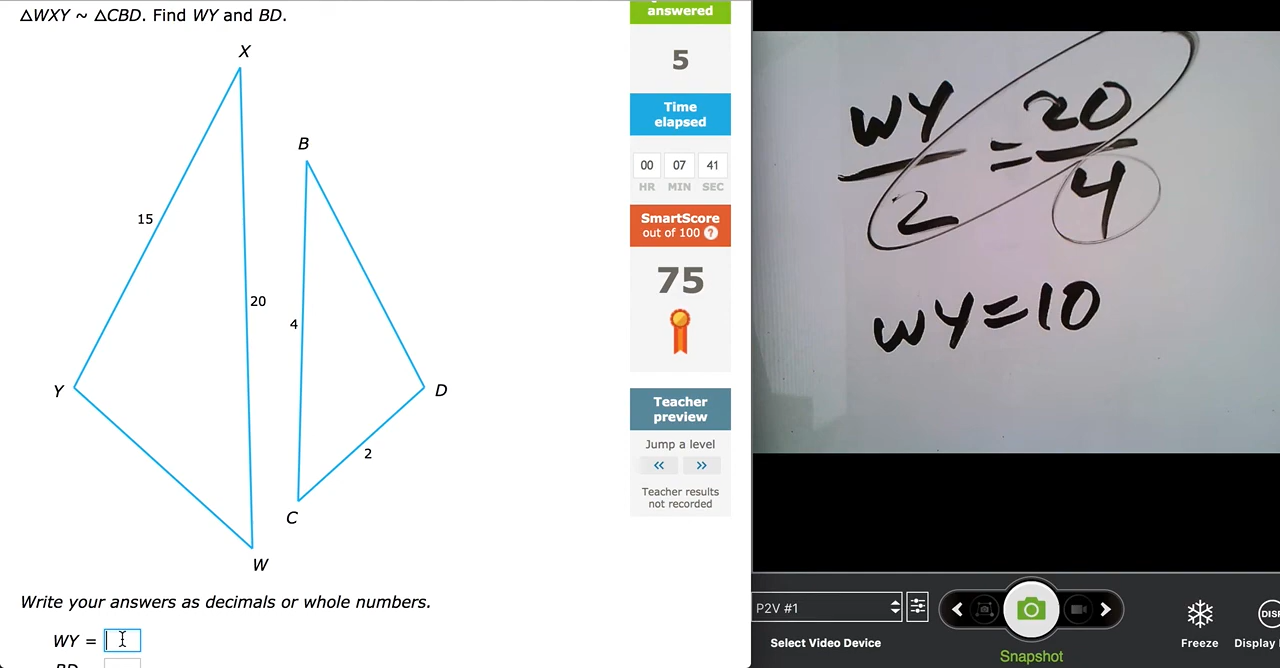 △WXY ~ △CBD. Find WY and BD.
X
B
15
20
4
Y
D
2
C
W
Write your answers as decimals or whole numbers.
WY =
answered
5
Time
elapsed
00 07 41
HR MIN SEC
SmartScore
out of 100 ?
75
Teacher
preview
Jump a level
<< >>
Teacher results
not recorded
WY = 20
2 4
WY=10
P2V #1
Select Video Device
Snapshot
Freeze
Display